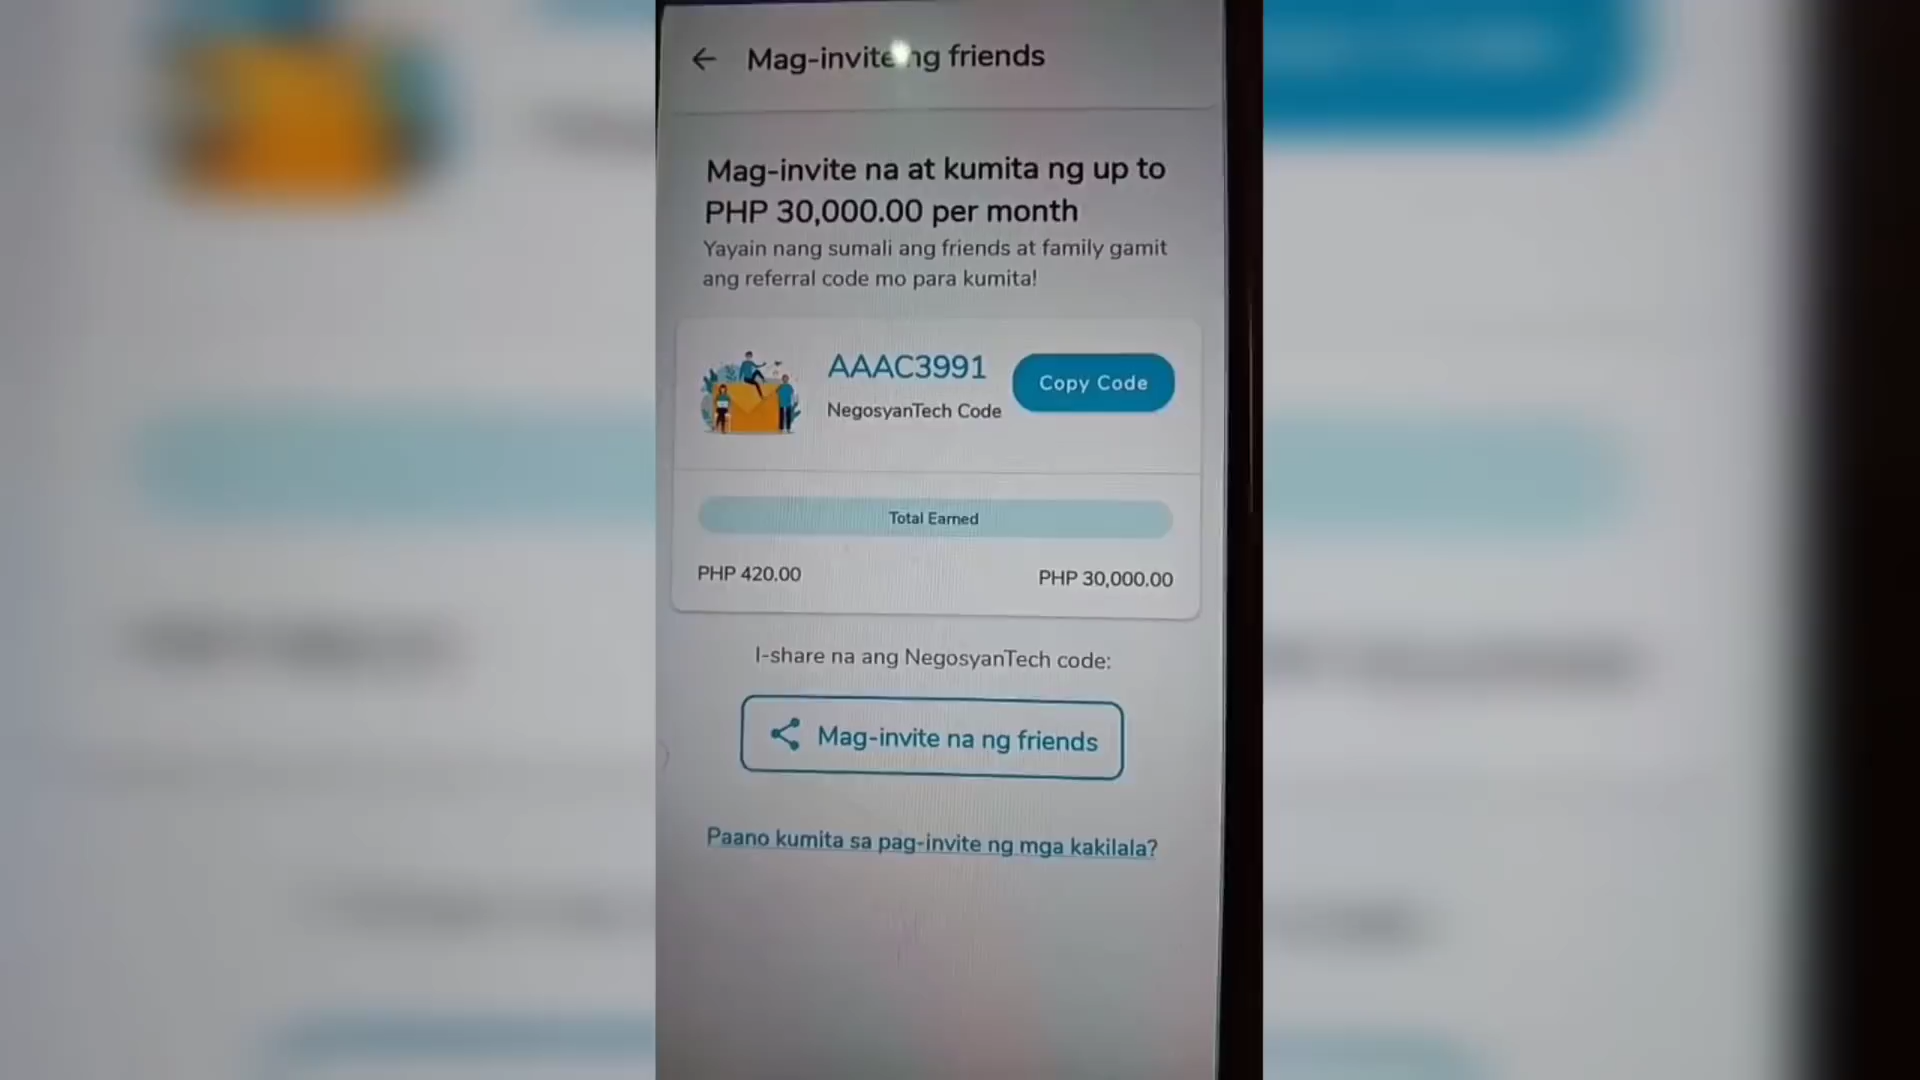 Mag-invite ng friends
Mag-invite na at kumita ng up to
PHP 30,000.00 per month
Yayain nang sumali ang friends at family gamit
ang referral code mo para kumita!
AAAC3991
Copy Code
NegosyanTech Code
Total Earned
PHP 420.00
PHP 30,000.00
I-share na ang NegosyanTech code:
Mag-invite na ng friends
Paano kumita sa pag-invite ng mga kakilala?